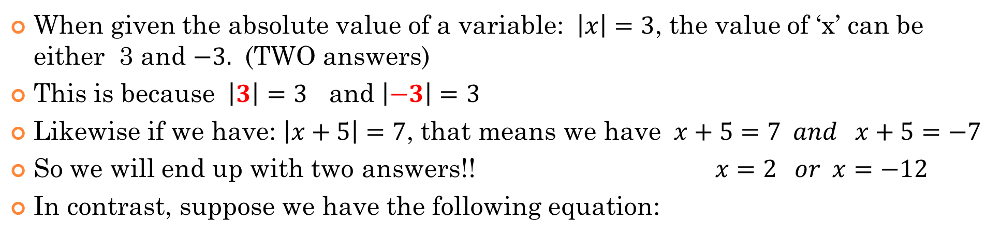 When given the absolute value of a variable: |x| = 3, the value of ‘x’ can be
either 3 and −3. (TWO answers)
This is because |3| = 3 and |−3| = 3
Likewise if we have: |x + 5| = 7, that means we have x + 5 = 7 and x + 5 = −7
So we will end up with two answers!! x = 2 or x = −12
In contrast, suppose we have the following equation: